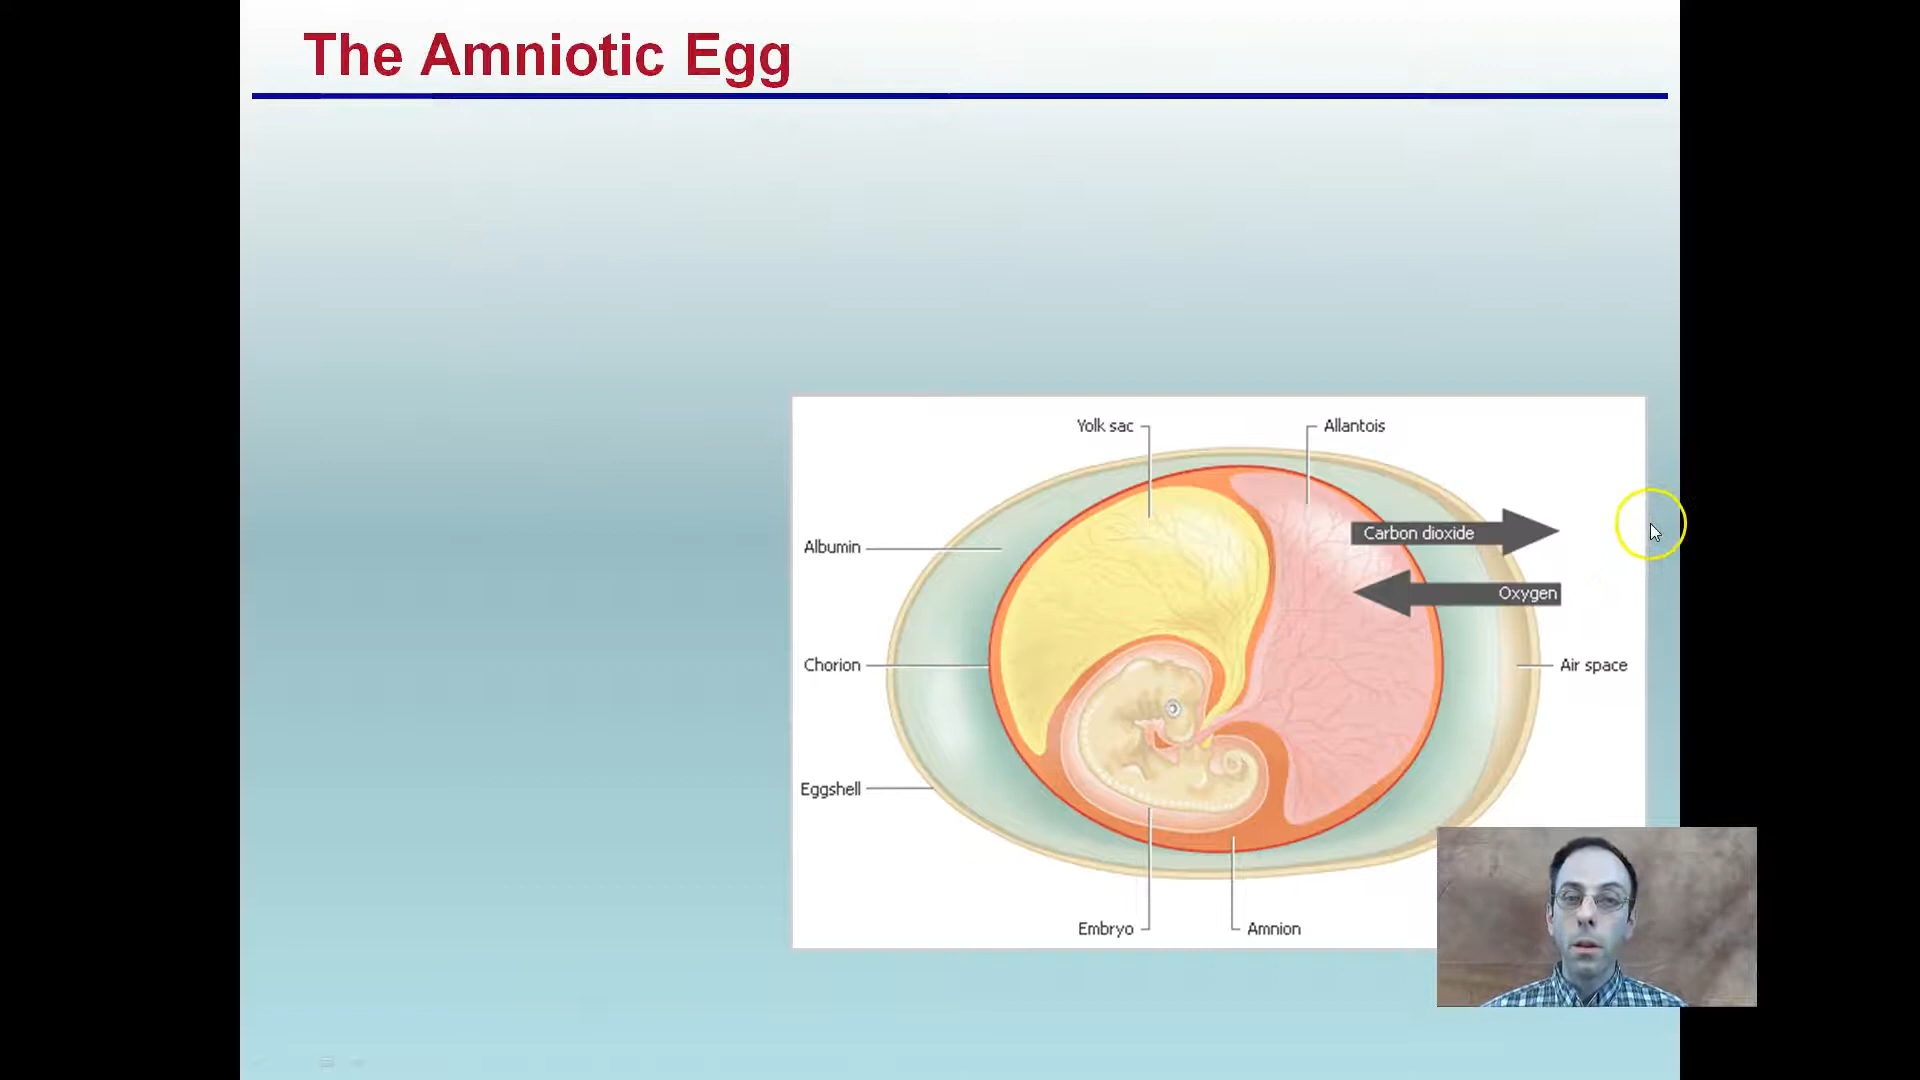 The Amniotic Egg
Yolk sac
Allantois
Carbon dioxide
Albumin
Oxygen
Chorion
Air space
Eggshell
Embryo
Amnion